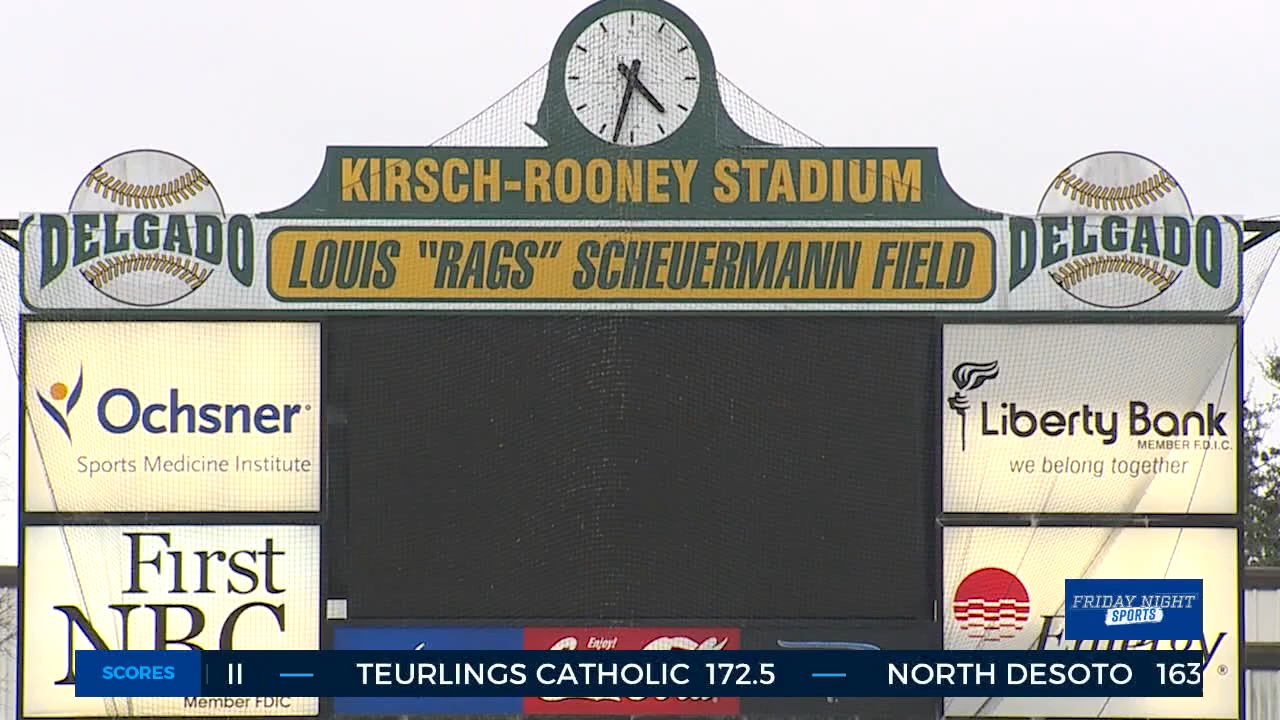 KIRSCH-ROONEY STADIUM
DELGADO
LOUIS "RAGS" SCHEUERMANN FIELD
DELGADO
Ochsner
Sports Medicine Institute
Liberty Bank
MEMBER F.D.I.C.
we belong together
First
NBC
Member FDIC
Enjoy!
FRIDAY NIGHT
SPORTS
SCORES II — TEURLINGS CATHOLIC 172.5 — NORTH DESOTO 163